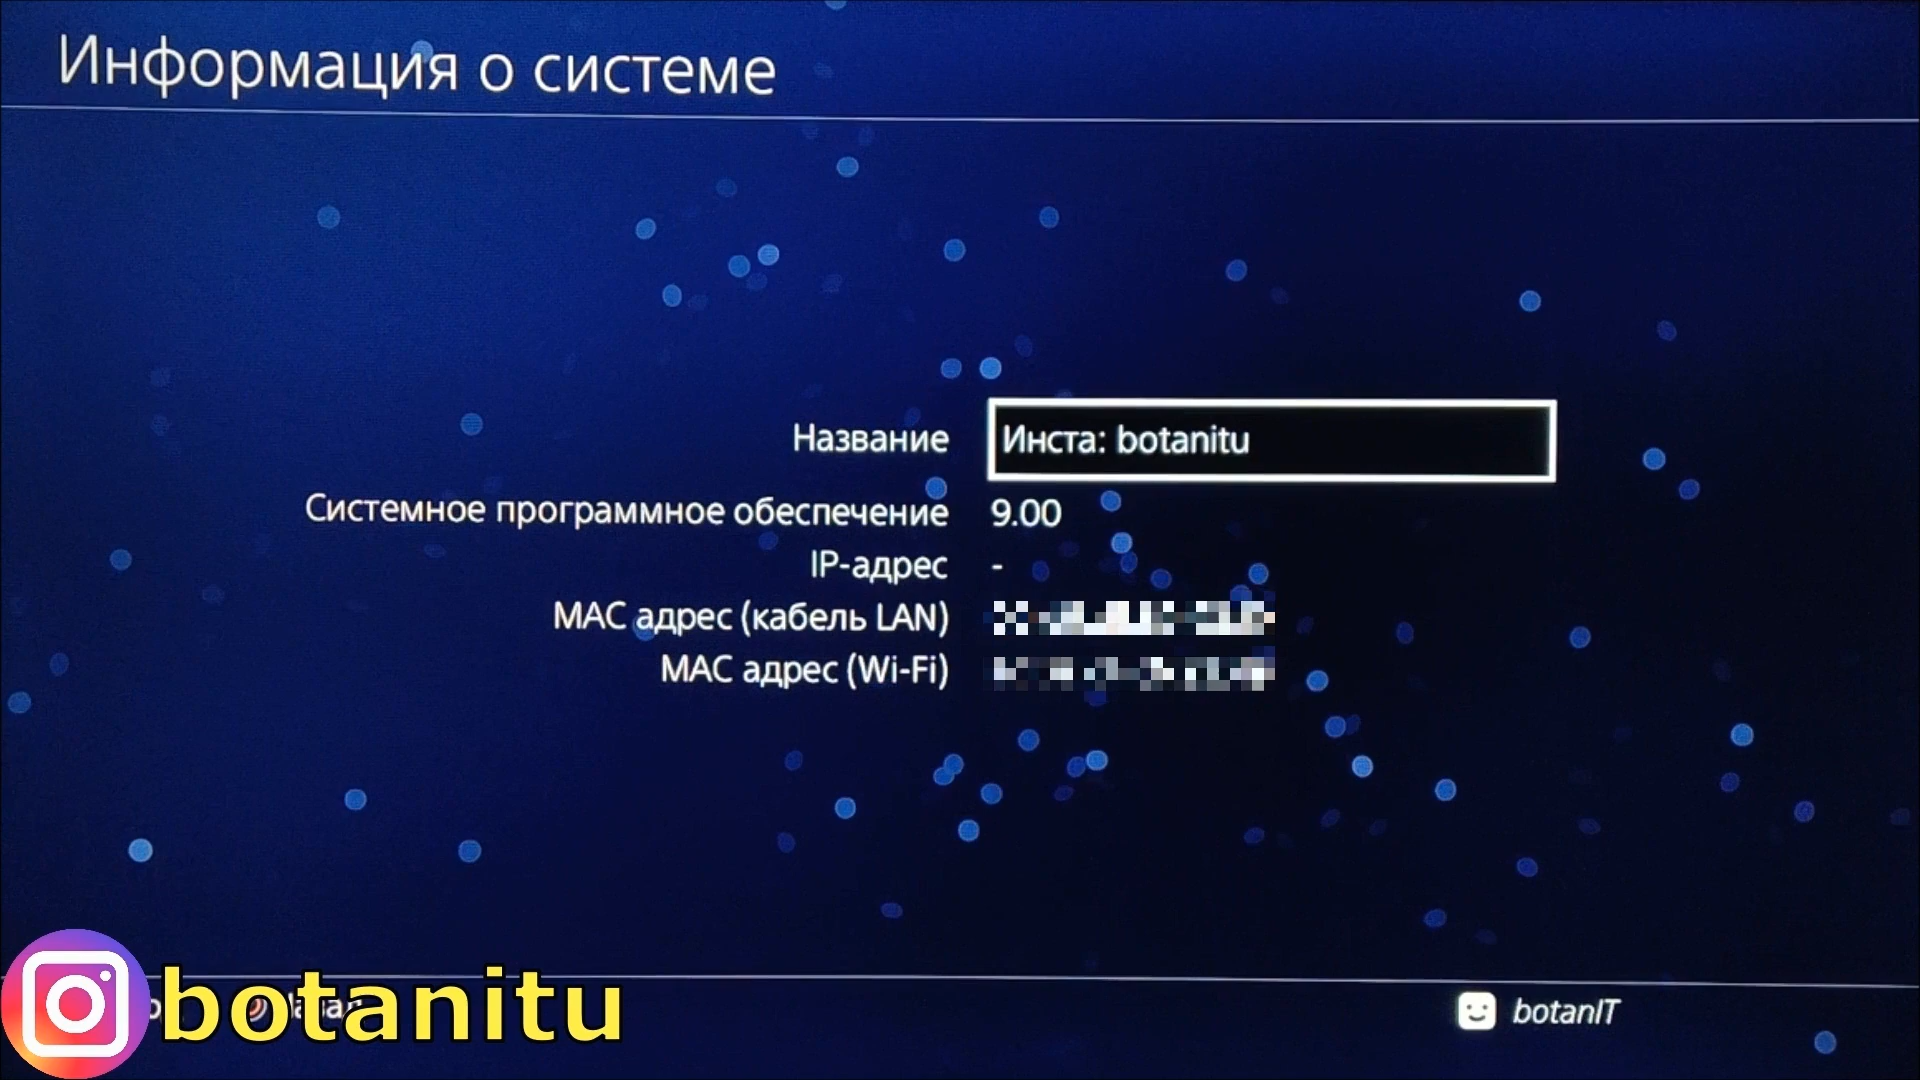 Информация о системе
Название Инста: botanitu
Системное программное обеспечение 9.00
IP-адрес -
MAC адрес (кабель LAN)
MAC адрес (Wi-Fi)
botanitu
botanIT